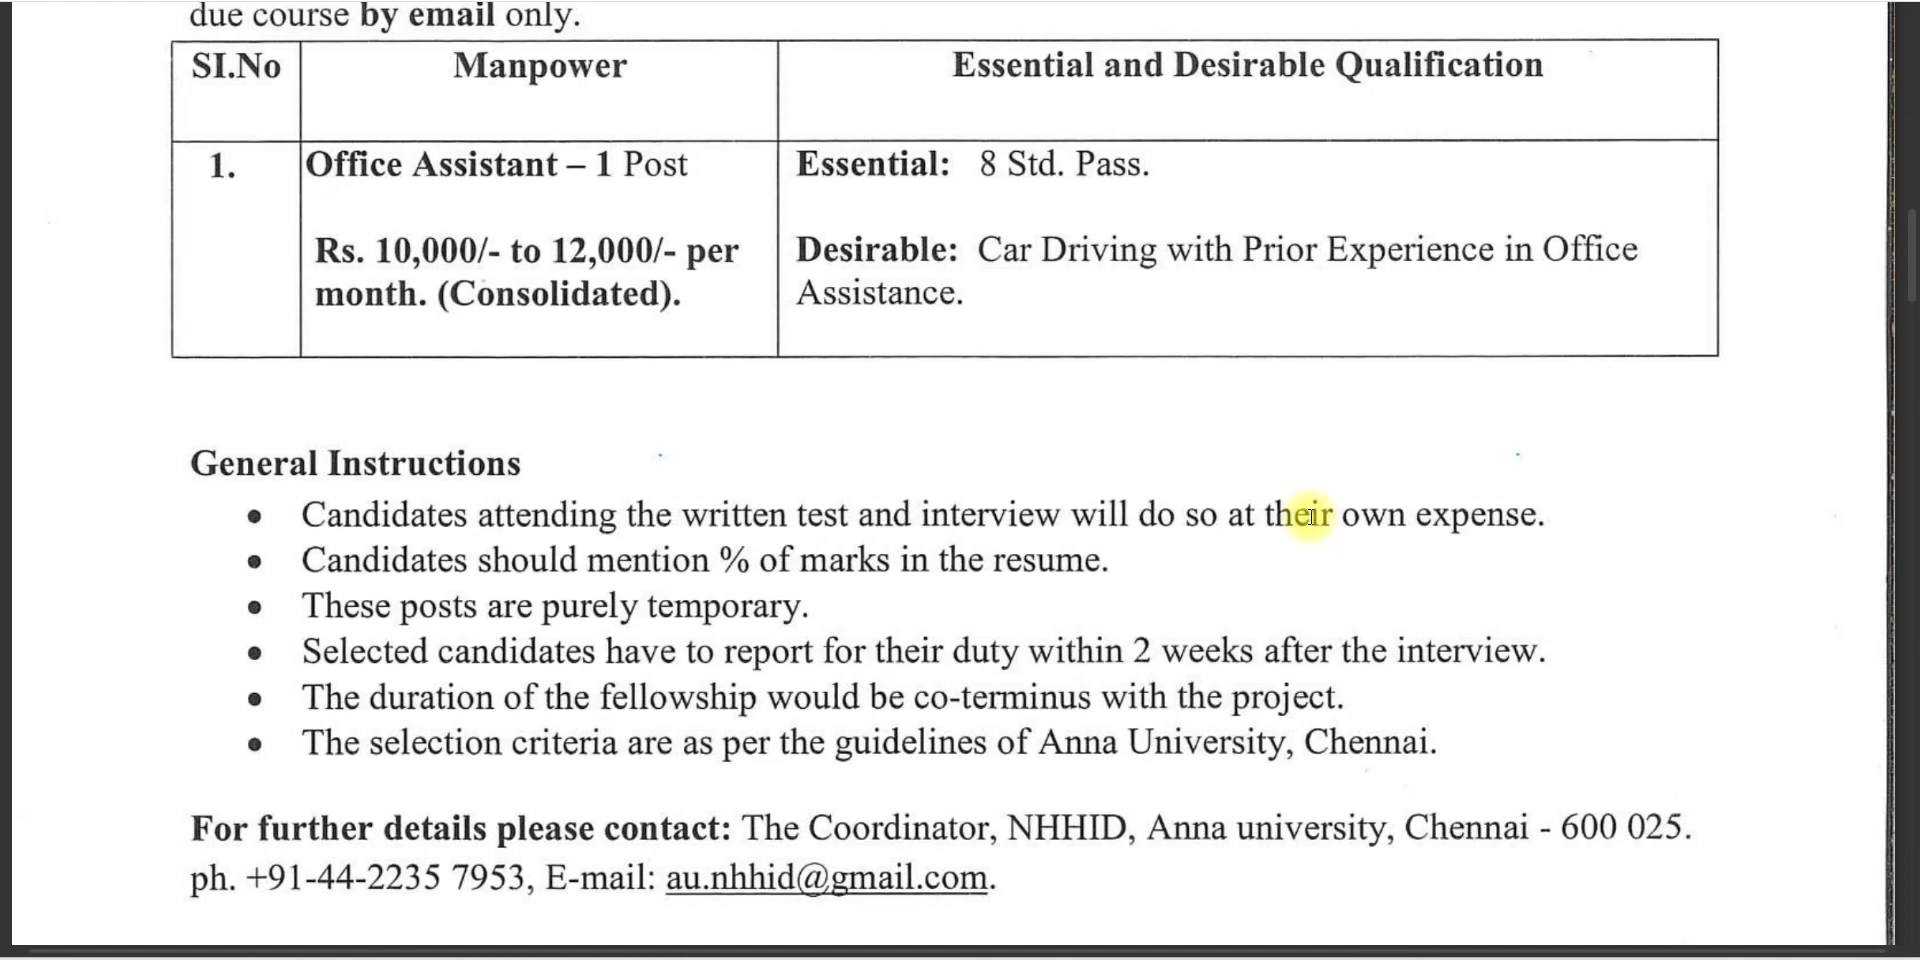 due course by email only.
SI.No Manpower Essential and Desirable Qualification
1. Office Assistant – 1 Post Essential: 8 Std. Pass.
Rs. 10,000/- to 12,000/- per Desirable: Car Driving with Prior Experience in Office
month. (Consolidated). Assistance.
General Instructions
• Candidates attending the written test and interview will do so at their own expense.
• Candidates should mention % of marks in the resume.
• These posts are purely temporary.
• Selected candidates have to report for their duty within 2 weeks after the interview.
• The duration of the fellowship would be co-terminus with the project.
• The selection criteria are as per the guidelines of Anna University, Chennai.
For further details please contact: The Coordinator, NHHID, Anna university, Chennai - 600 025.
ph. +91-44-2235 7953, E-mail: au.nhhid@gmail.com.